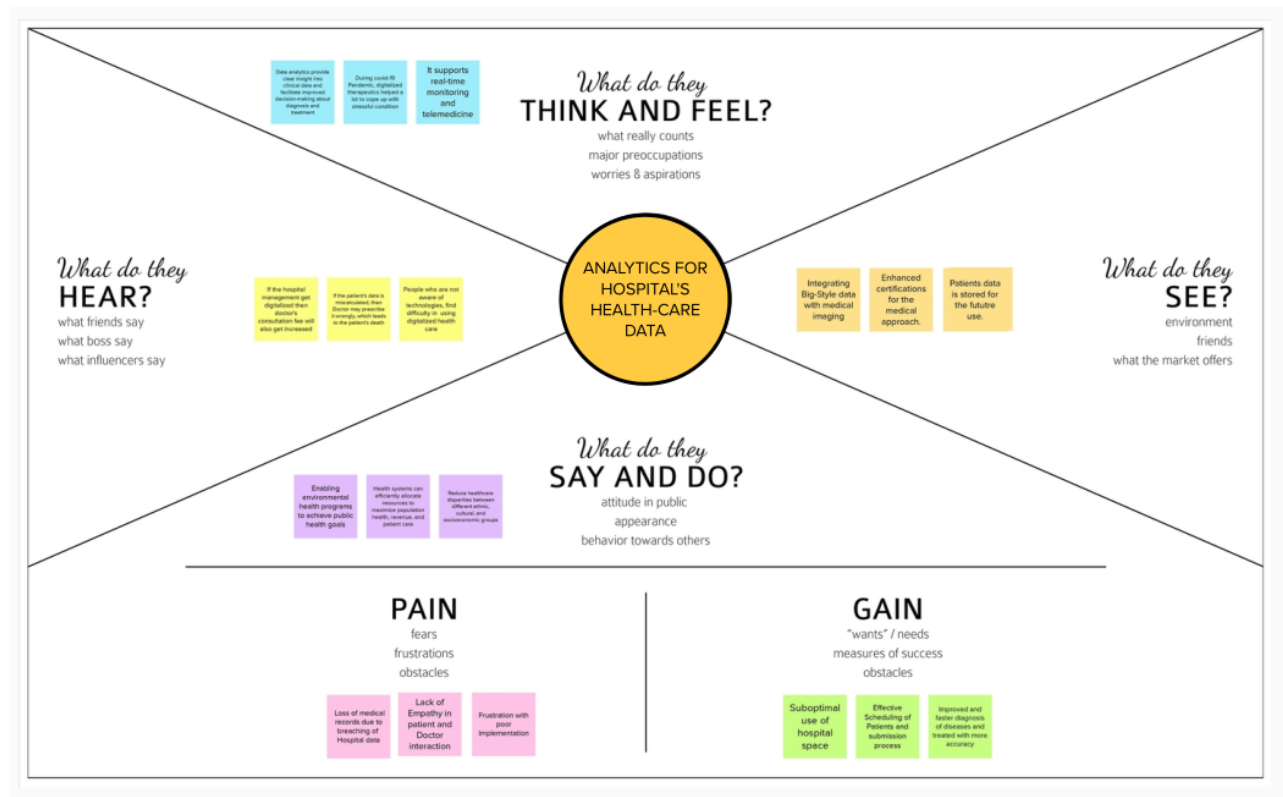 Data analytics provide
clear insight into
clinical data and
facilitate improved
decision-making about
diagnosis and
treatment
During covid-19
Pandemic, digitalized
therapeutics helped a
lot to cope up with
stressful condition
It supports
real-time
monitoring
and
telemedicine
What do they
THINK AND FEEL?
what really counts
major preoccupations
worries & aspirations
What do they
HEAR?
what friends say
what boss say
what influencers say
If the hospital
management get
digitalized then
doctor's
consultation fee will
also get increased
If the patient's data is
miscalculated, then
Doctor may prescribe
it wrongly, which leads
to the patient's death
People who are not
aware of
technologies, find
difficulty in using
digitalized health
care
ANALYTICS FOR
HOSPITAL'S
HEALTH-CARE
DATA
Integrating
Big-Style data
with medical
imaging
Enhanced
certifications
for the
medical
approach.
Patients data
is stored for
the fututre
use.
What do they
SEE?
environment
friends
what the market offers
What do they
SAY AND DO?
attitude in public
appearance
behavior towards others
Enabling
environmental
health programs
to achieve public
health goals
Health systems can
efficiently allocate
resources to
maximize population
health, revenue, and
patient care
Reduce healthcare
disparities between
different ethnic,
cultural, and
socioeconomic groups
PAIN
fears
frustrations
obstacles
Loss of medical
records due to
breaching of
Hospital data
Lack of
Empathy in
patient and
Doctor
interaction
Frustration with
poor
Implementation
GAIN
"wants" / needs
measures of success
obstacles
Suboptimal
use of
hospital
space
Effective
Scheduling of
Patients and
submission
process
Improved and
faster diagnosis
of diseases and
treated with more
accuracy